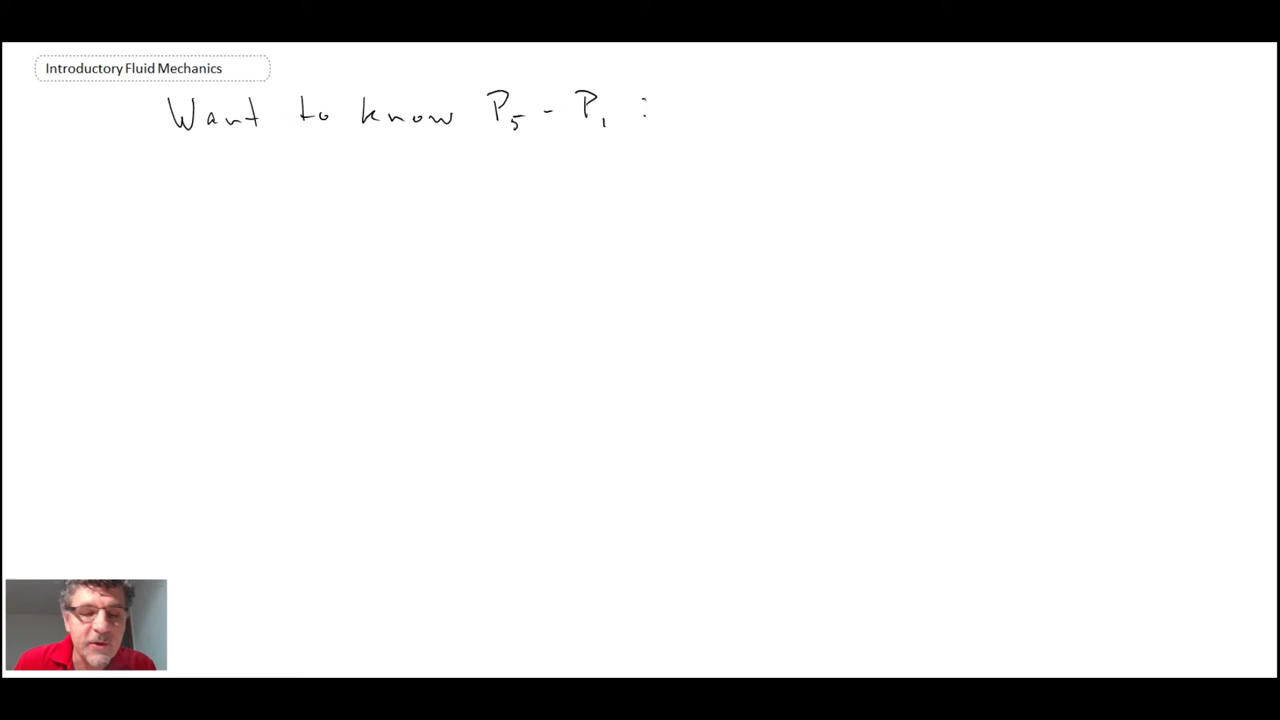 Introductory Fluid Mechanics
Want to know P₅ - P₁ :